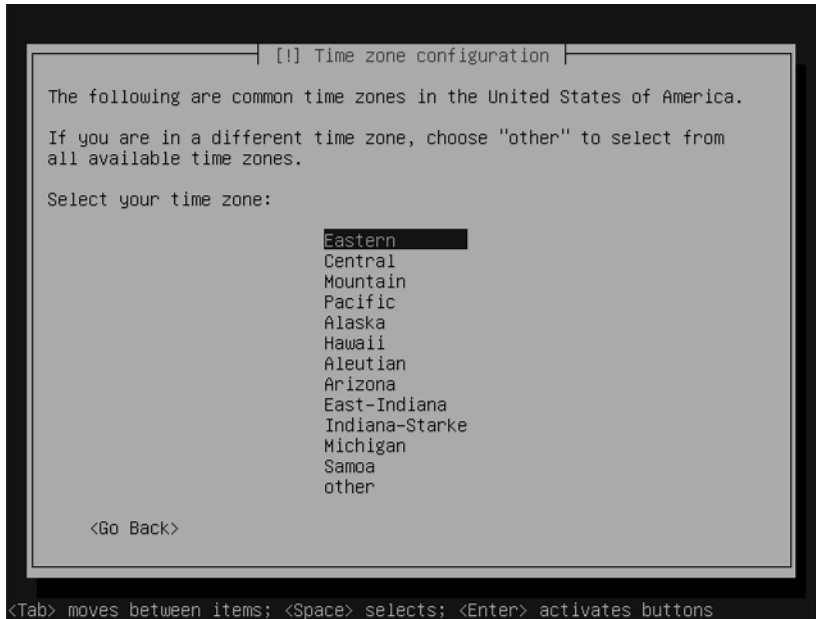 [!] Time zone configuration
The following are common time zones in the United States of America.
If you are in a different time zone, choose "other" to select from
all available time zones.
Select your time zone:
Eastern
Central
Mountain
Pacific
Alaska
Hawaii
Aleutian
Arizona
East-Indiana
Indiana-Starke
Michigan
Samoa
other
<Go Back>
<Tab> moves between items; <Space> selects; <Enter> activates buttons